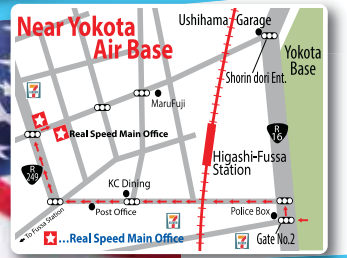 Near Yokota
Air Base
Ushihama
Garage
Yokota
Base
Shorin dori Ent.
MaruFuji
Real Speed Main Office
R
16
Higashi-Fussa
Station
R
249
KC Dining
Post Office
Police Box
Gate No.2
To Fussa Station
...Real Speed Main Office